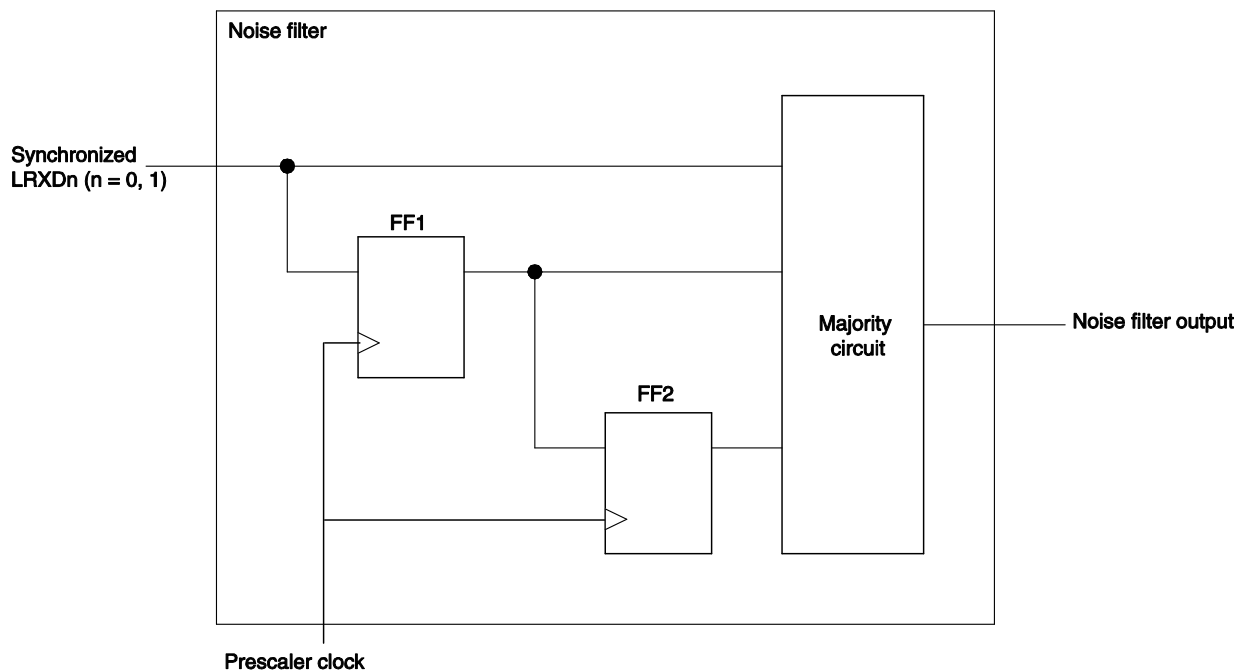 Noise filter
Synchronized
LRXDn (n = 0, 1)
FF1
Majority
circuit
Noise filter output
FF2
Prescaler clock